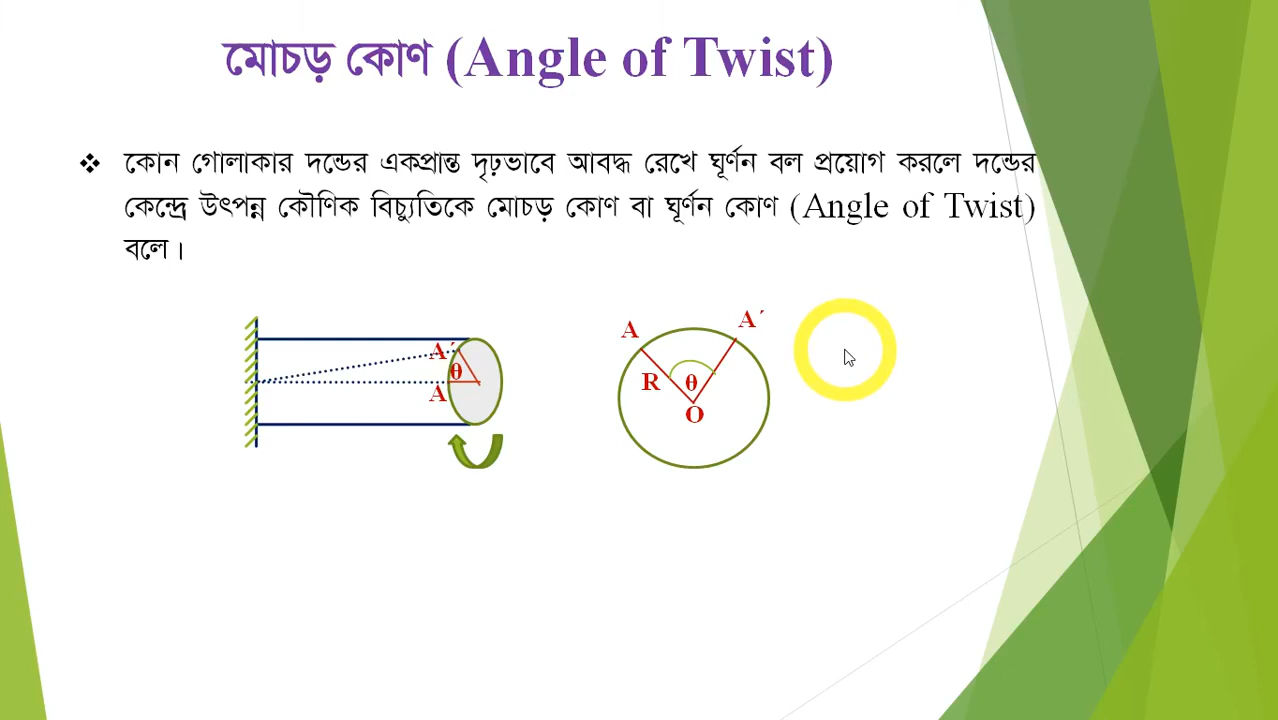 মোচড় কোণ (Angle of Twist)
❖ কোন গোলাকার দন্ডের একপ্রান্ত দৃঢ়ভাবে আবদ্ধ রেখে ঘূর্ণন বল প্রয়োগ করলে দন্ডের
কেন্দ্রে উৎপন্ন কৌণিক বিচ্যুতিকে মোচড় কোণ বা ঘূর্ণন কোণ (Angle of Twist)
বলে।
A´
θ
A
A
A´
R
θ
O